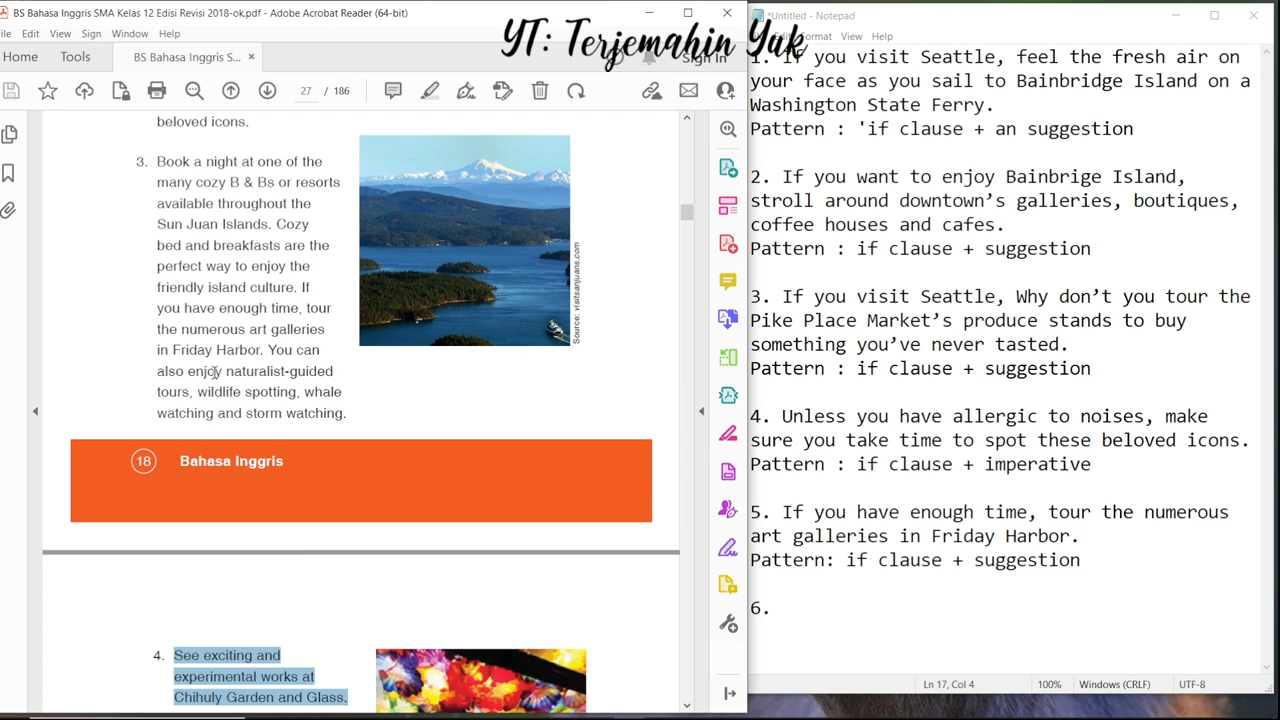 BS Bahasa Inggris SMA Kelas 12 Edisi Revisi 2018-ok.pdf - Adobe Acrobat Reader (64-bit)
YT: Terjemahin Yuk
ile Edit View Sign Window Help
Home Tools BS Bahasa Inggris S... × Sign In
27 / 186
beloved icons.
3. Book a night at one of the
many cozy B & Bs or resorts
available throughout the
Sun Juan Islands. Cozy
bed and breakfasts are the
perfect way to enjoy the
friendly island culture. If
you have enough time, tour
the numerous art galleries
in Friday Harbor. You can
also enjoy naturalist-guided
tours, wildlife spotting, whale
watching and storm watching.
Source: visitsanjuans.com
18 Bahasa Inggris
4. See exciting and
experimental works at
Chihuly Garden and Glass.
*Untitled - Notepad
Format View Help
1. If you visit Seattle, feel the fresh air on
your face as you sail to Bainbridge Island on a
Washington State Ferry.
Pattern : 'if clause + an suggestion
2. If you want to enjoy Bainbrige Island,
stroll around downtown's galleries, boutiques,
coffee houses and cafes.
Pattern : if clause + suggestion
3. If you visit Seattle, Why don't you tour the
Pike Place Market's produce stands to buy
something you've never tasted.
Pattern : if clause + suggestion
4. Unless you have allergic to noises, make
sure you take time to spot these beloved icons.
Pattern : if clause + imperative
5. If you have enough time, tour the numerous
art galleries in Friday Harbor.
Pattern: if clause + suggestion
6.
Ln 17, Col 4 100% Windows (CRLF) UTF-8